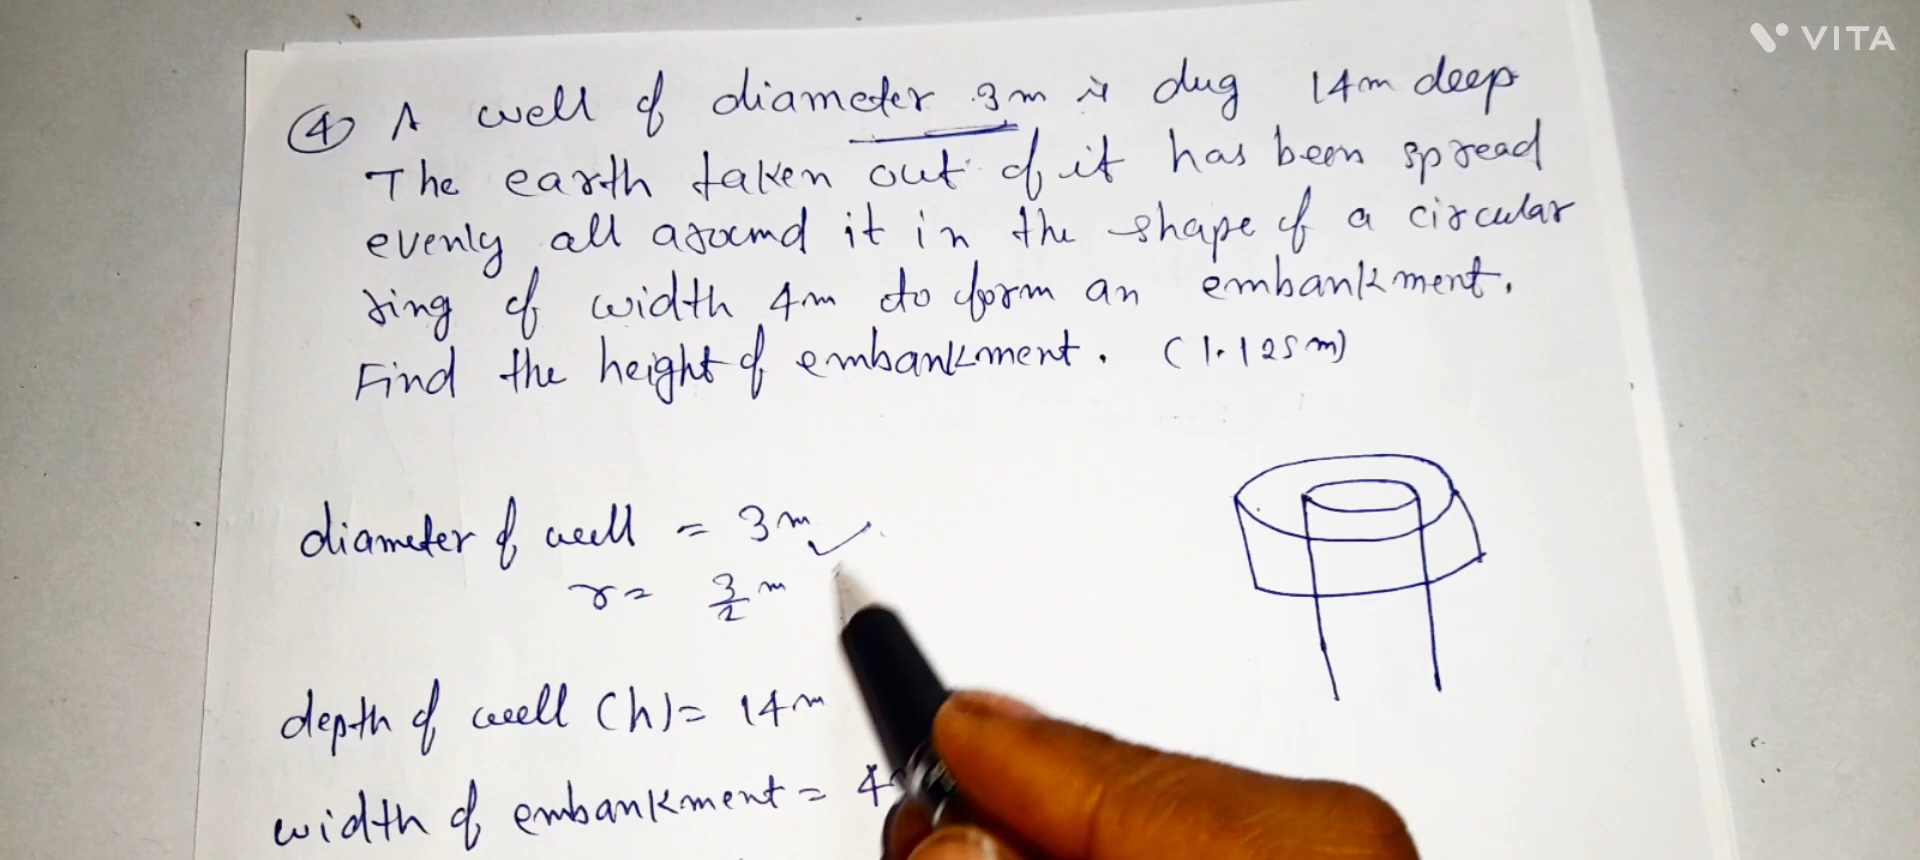 VITA
④ A well of diameter 3m is dug 14m deep
The earth taken out of it has been spread
evenly all around it in the shape of a circular
ring of width 4m to form an embankment.
Find the height of embankment. (1.125m)
diameter of well = 3m
r = 3/2 m
depth of well (h) = 14m
width of embankment = 4